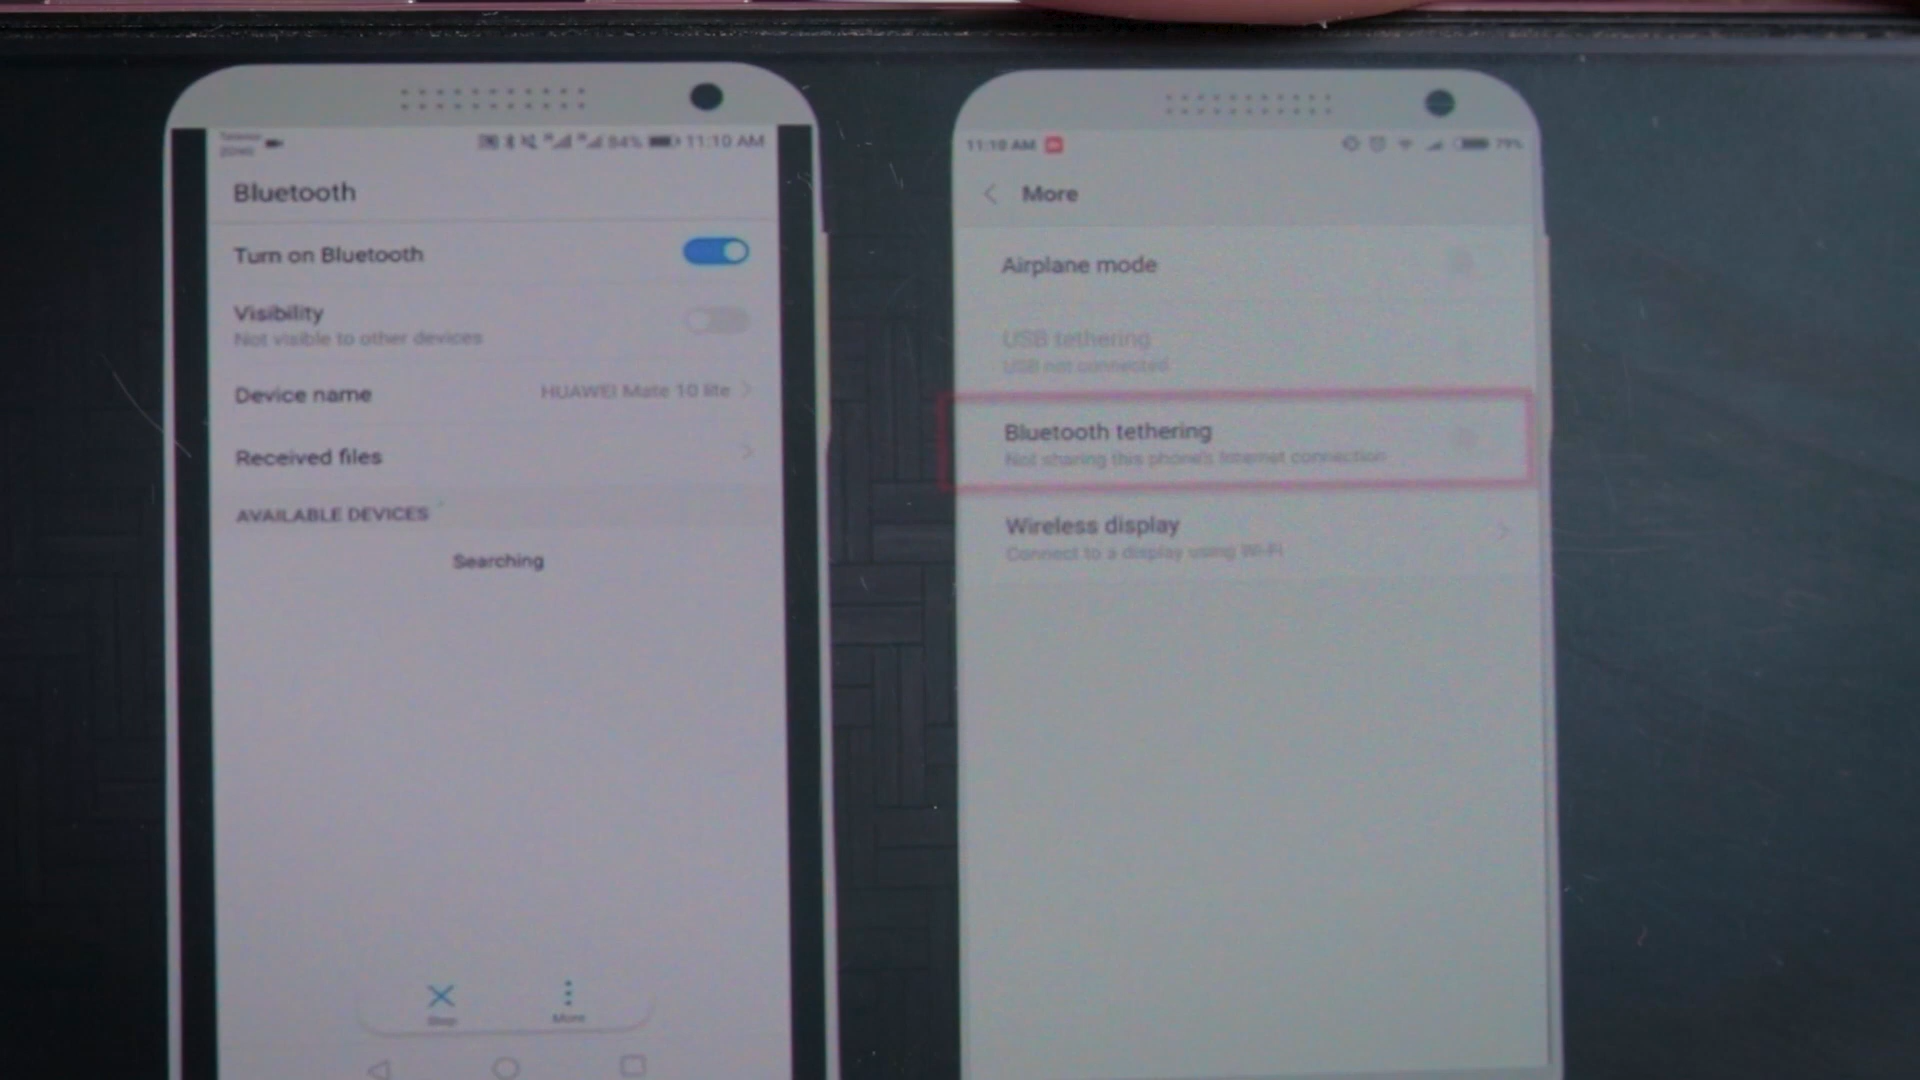 84% 11:10 AM
Bluetooth
Turn on Bluetooth
Visibility
Not visible to other devices
Device name HUAWEI Mate 10 lite
Received files
AVAILABLE DEVICES
Searching
Stop More
11:10 AM 79%
More
Airplane mode
USB tethering
USB not connected
Bluetooth tethering
Not sharing this phone's Internet connection
Wireless display
Connect to a display using Wi-Fi